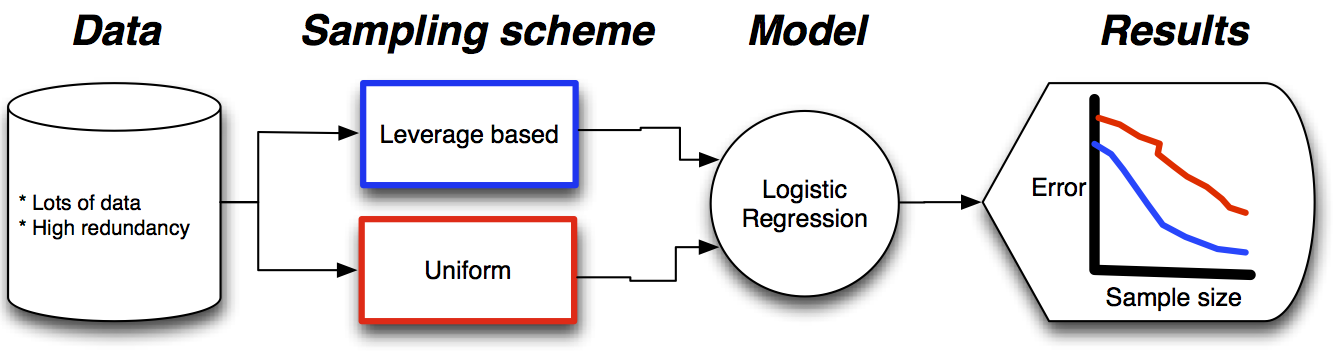 Data
Sampling scheme
Model
Results
* Lots of data
* High redundancy
Leverage based
Uniform
Logistic
Regression
Error
Sample size